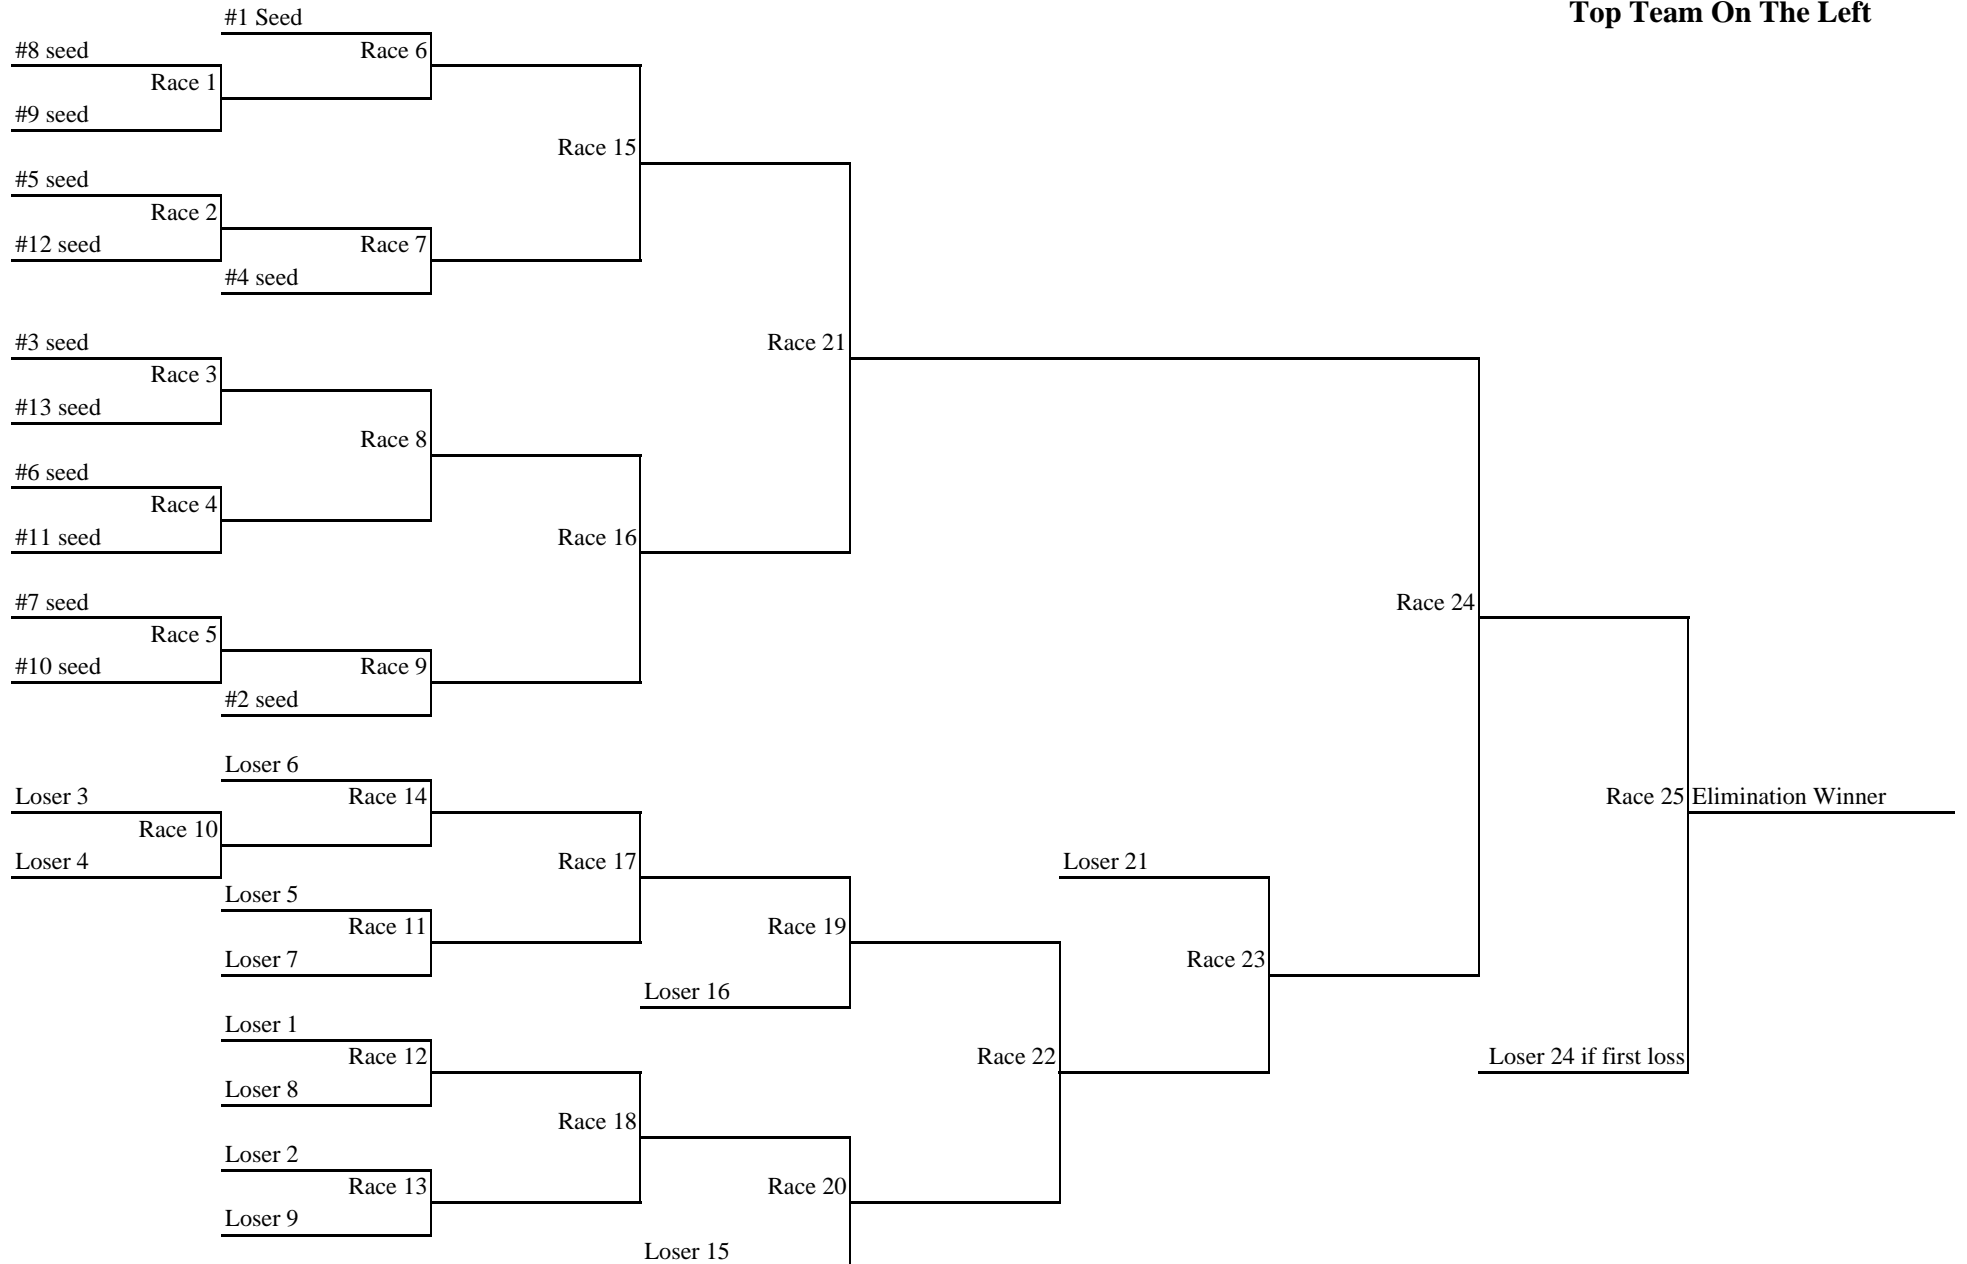 Top Team On The Left
#1 Seed
#8 seed
Race 6
Race 1
#9 seed
Race 15
#5 seed
Race 2
#12 seed
Race 7
#4 seed
#3 seed
Race 21
Race 3
#13 seed
Race 8
#6 seed
Race 4
#11 seed
Race 16
#7 seed
Race 24
Race 5
#10 seed
Race 9
#2 seed
Loser 6
Loser 3
Race 14
Race 25
Elimination Winner
Race 10
Loser 4
Race 17
Loser 21
Loser 5
Race 11
Race 19
Loser 7
Race 23
Loser 16
Loser 1
Race 12
Race 22
Loser 24 if first loss
Loser 8
Race 18
Loser 2
Race 13
Race 20
Loser 9
Loser 15